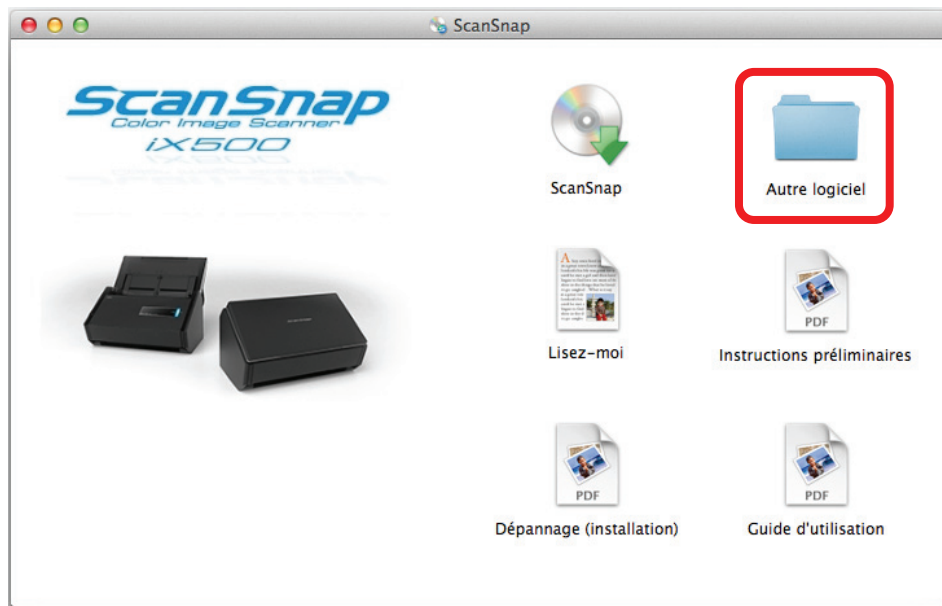 ScanSnap
ScanSnap
Color Image Scanner
iX500
ScanSnap
Autre logiciel
Lisez-moi
PDF
Instructions préliminaires
PDF
Dépannage (installation)
PDF
Guide d'utilisation